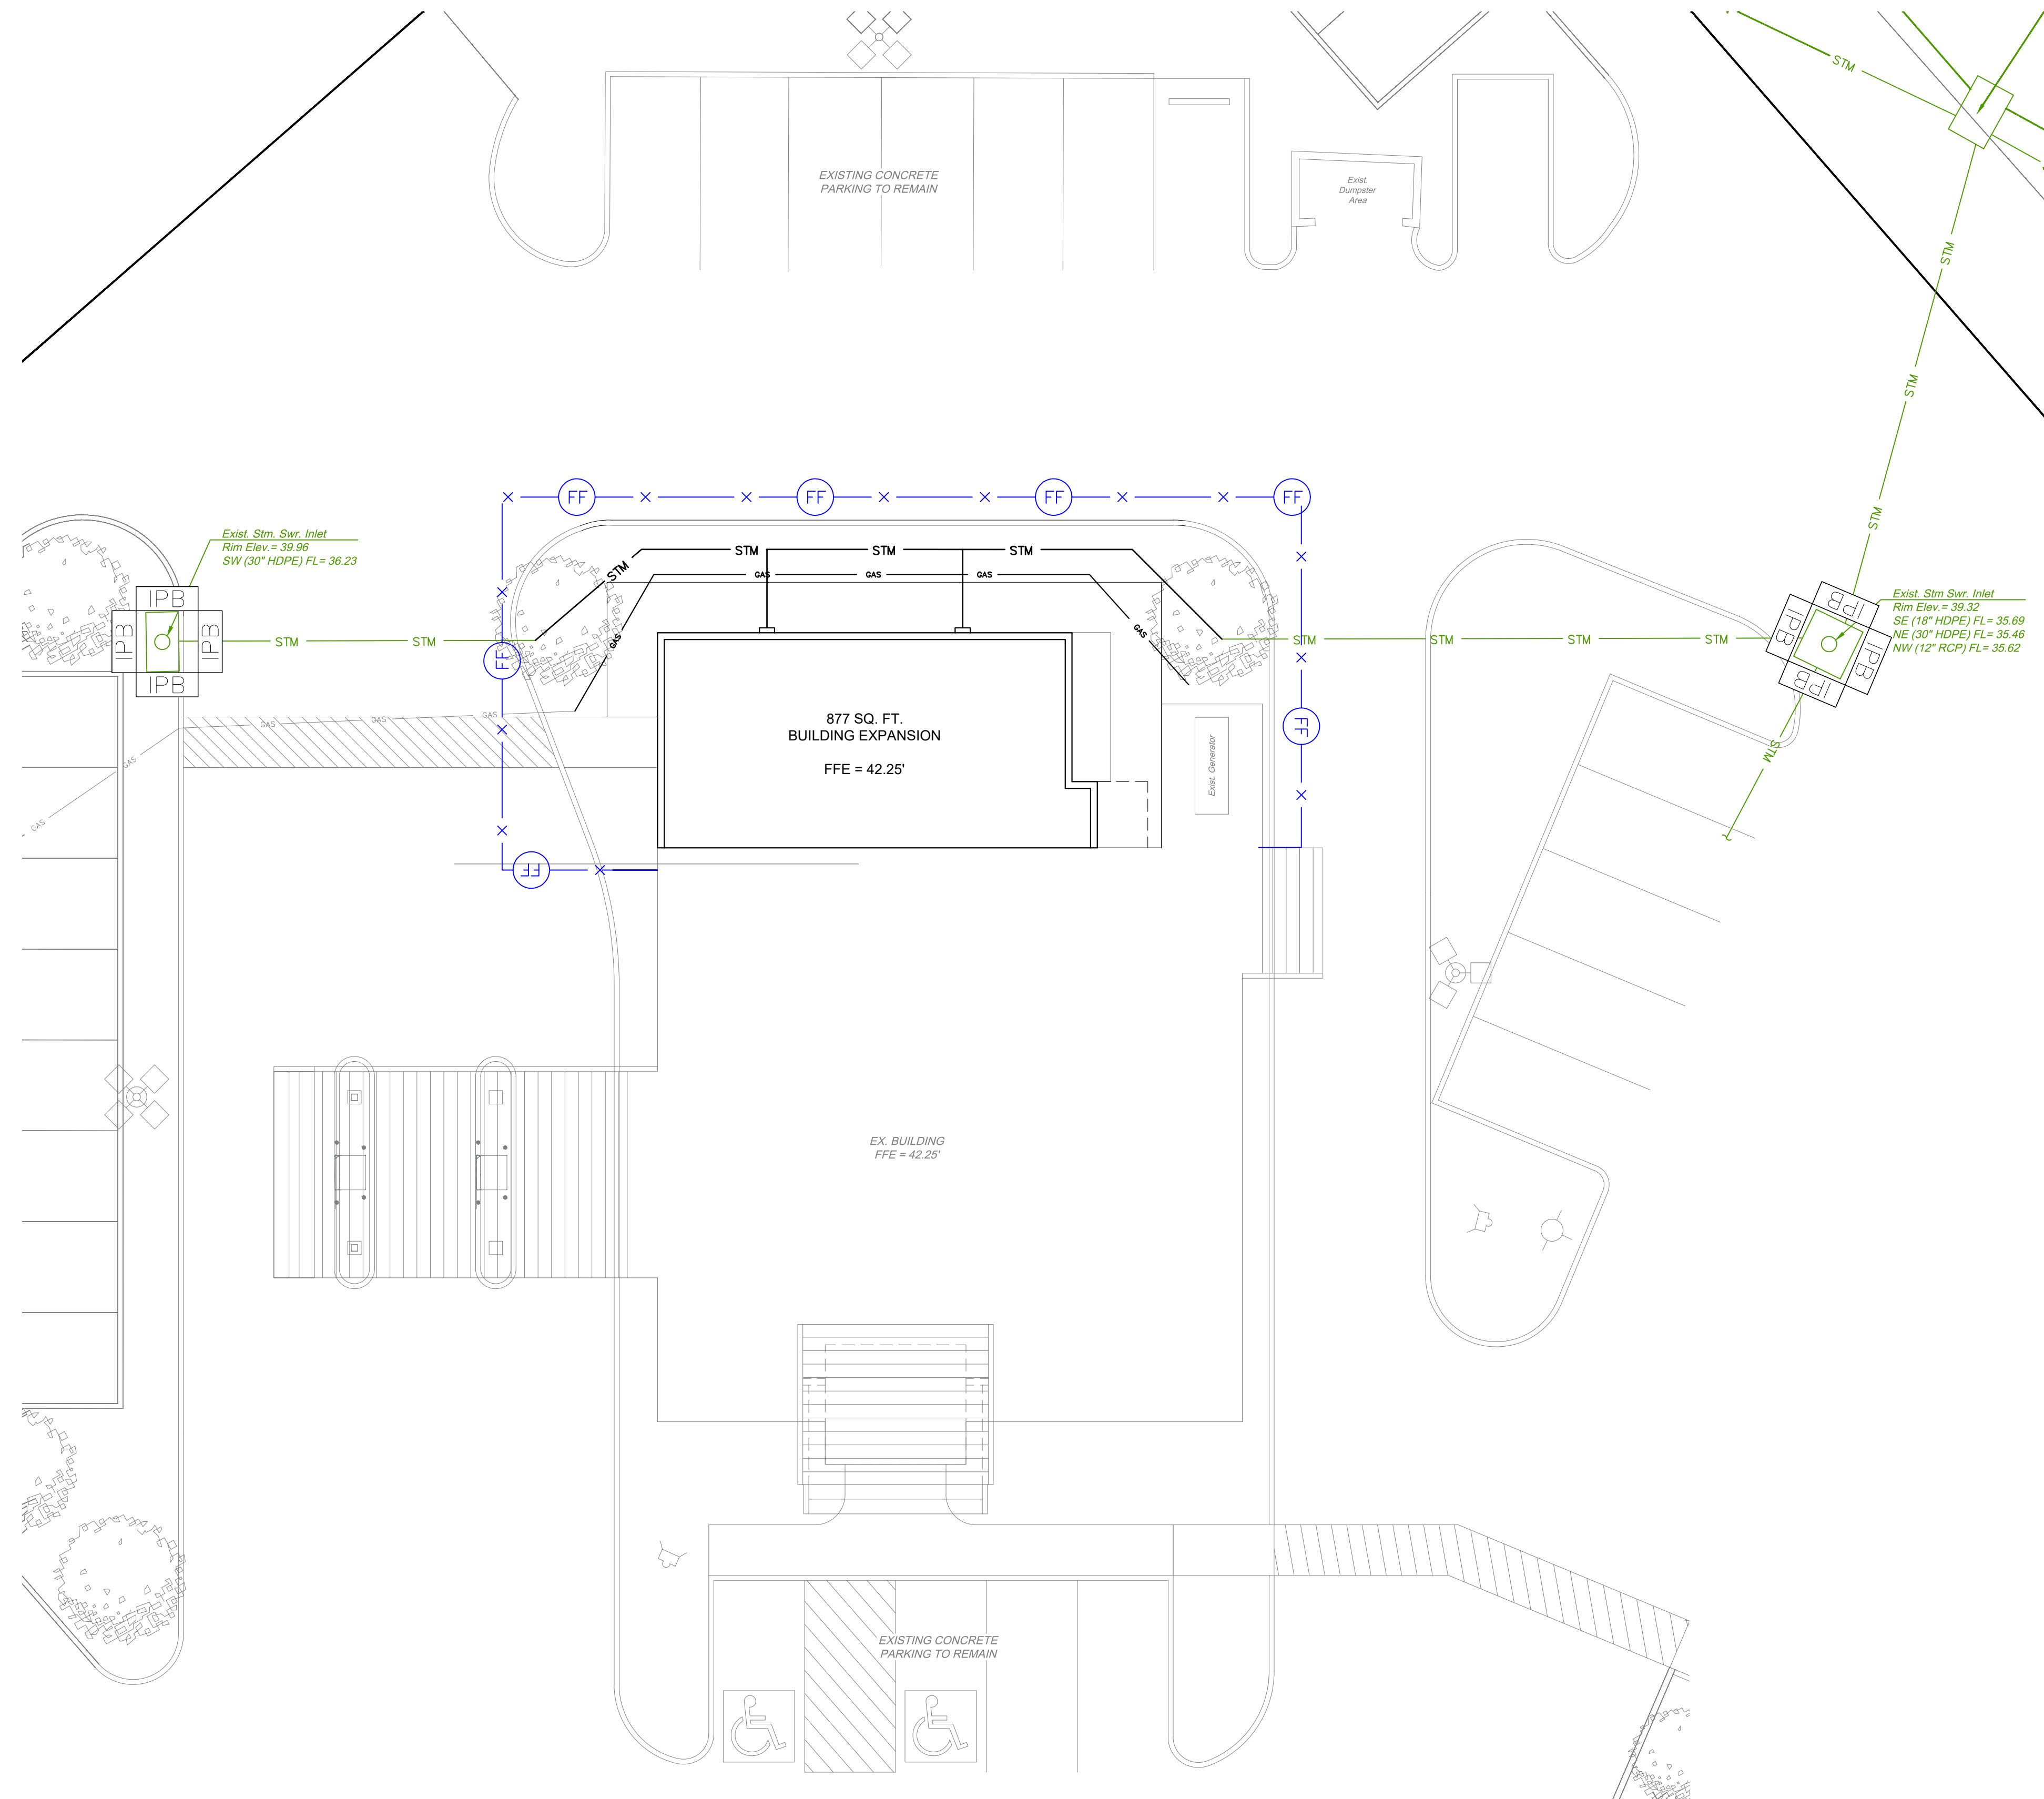 STM
STM
EXISTING CONCRETE
PARKING TO REMAIN
Exist.
Dumpster
Area
STM
STM
FF
FF
FF
FF
STM
Exist. Stm. Swr. Inlet
Rim Elev.= 39.96
SW (30" HDPE) FL= 36.23
STM
STM
STM
STM
GAS
GAS
GAS
Exist. Stm Swr. Inlet
Rim Elev.= 39.32
SE (18" HDPE) FL= 35.69
NE (30" HDPE) FL= 35.46
NW (12" RCP) FL= 35.62
IPB
IPB
IPB
IPB
IPB
IPB
IPB
IPB
STM
STM
GAS
GAS
STM
STM
STM
STM
FF
GAS
GAS
GAS
GAS
GAS
877 SQ. FT.
BUILDING EXPANSION
FFE = 42.25'
FF
Exist. Generator
STM
FF
EX. BUILDING
FFE = 42.25'
EXISTING CONCRETE
PARKING TO REMAIN